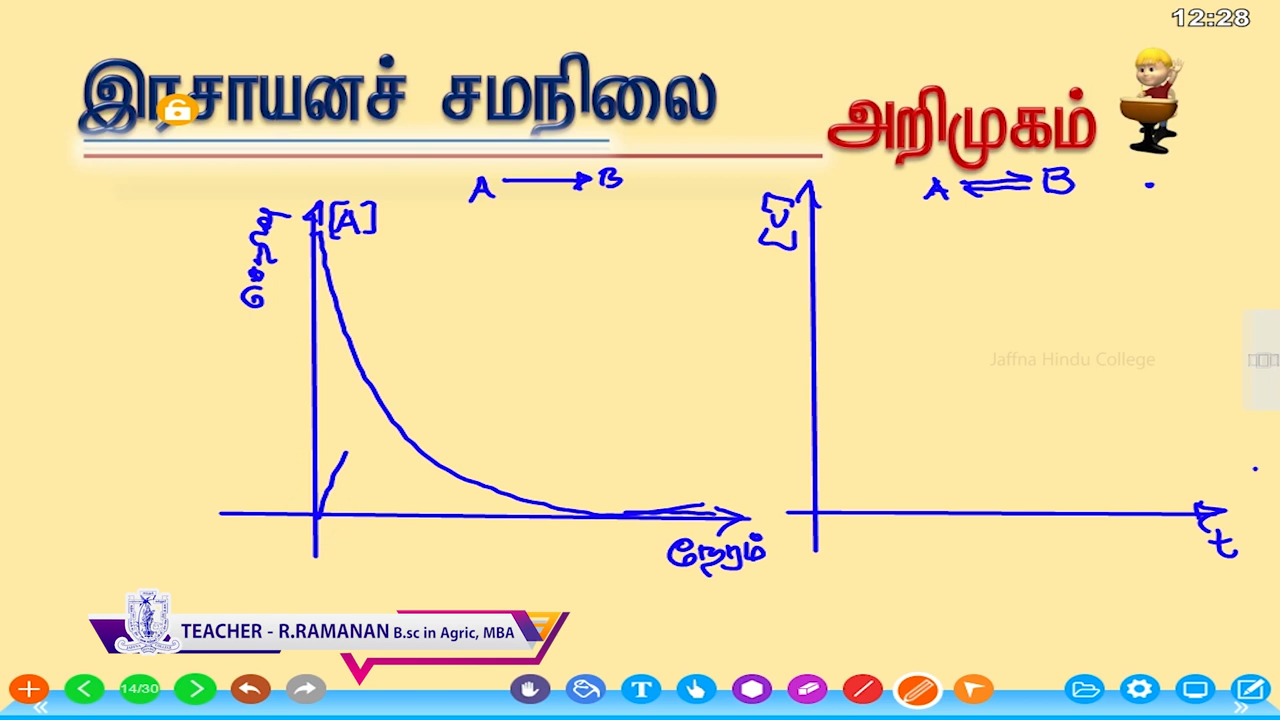 12:28
இரசாயனச் சமநிலை
அறிமுகம்
A → B
A ⇌ B
[A]
செறிவு
[c]
நேரம்
t
Jaffna Hindu College
TEACHER - R.RAMANAN B.sc in Agric, MBA
14/30
T